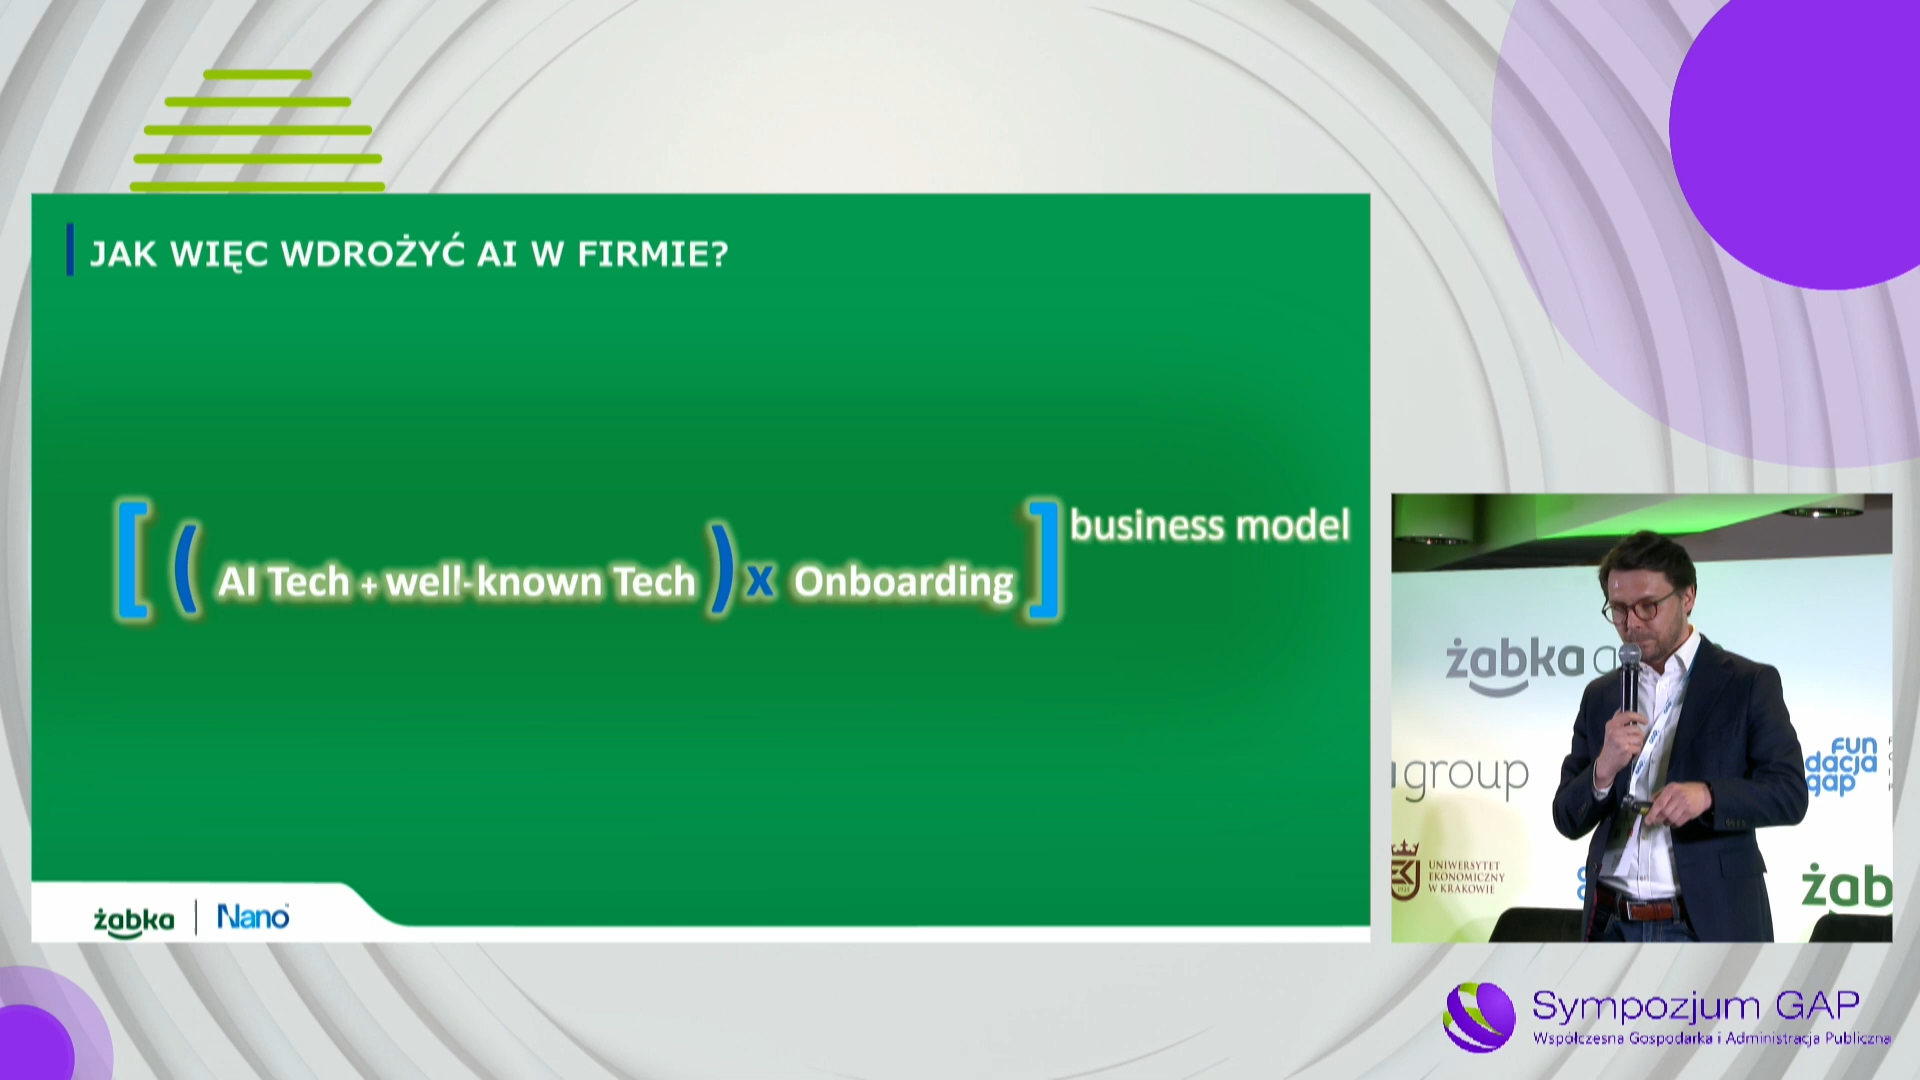 JAK WIĘC WDROŻYĆ AI W FIRMIE?
[ ( AI Tech + well-known Tech ) x Onboarding ] business model
żabka | Nano
żabka
group
fun
dacja
gap
UNIWERSYTET
EKONOMICZNY
W KRAKOWIE
żab
Sympozjum GAP
Współczesna Gospodarka i Administracja Publiczna